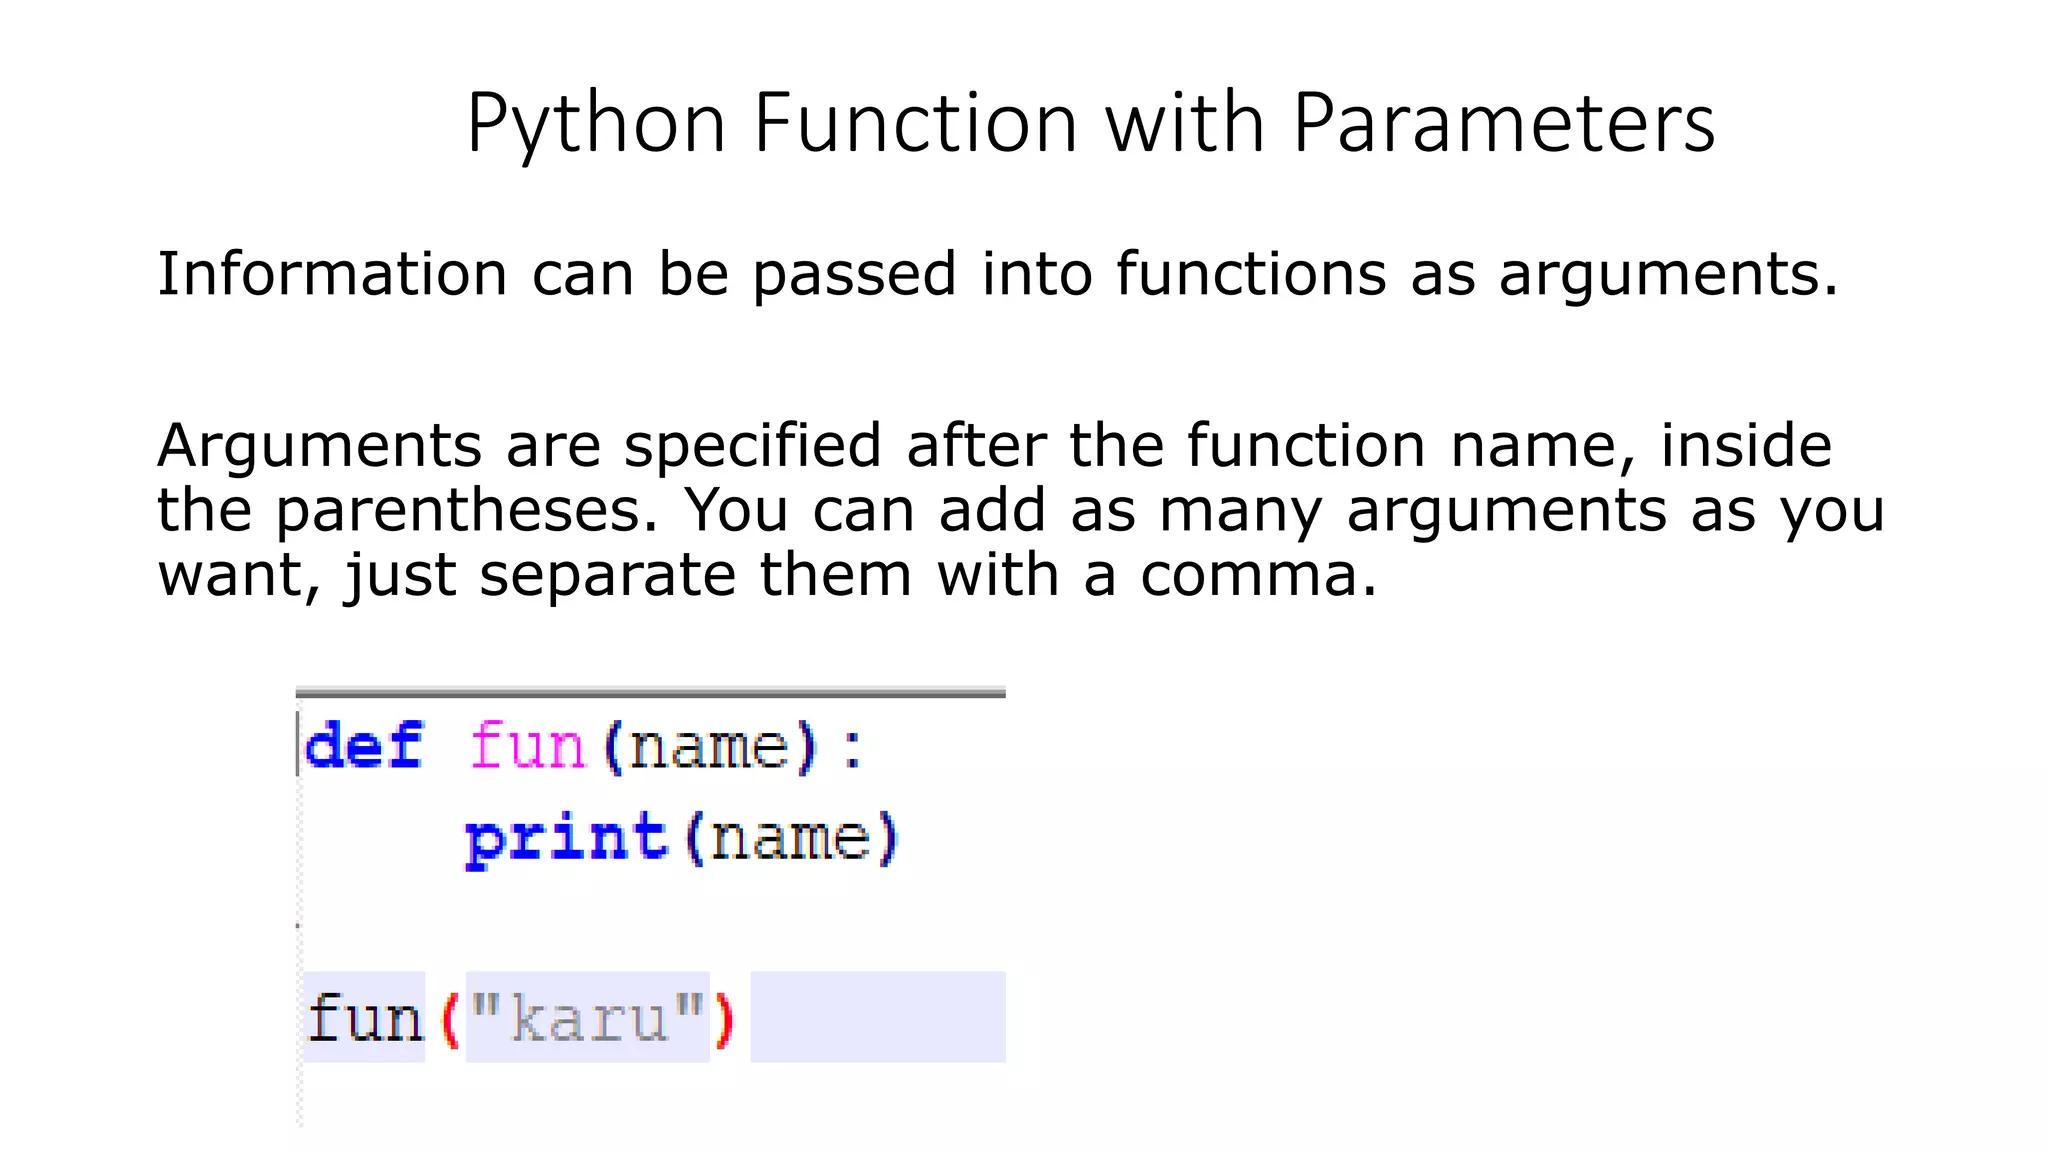 Python Function with Parameters
Information can be passed into functions as arguments.
Arguments are specified after the function name, inside
the parentheses. You can add as many arguments as you
want, just separate them with a comma.
def fun(name):
    print(name)
fun("karu")